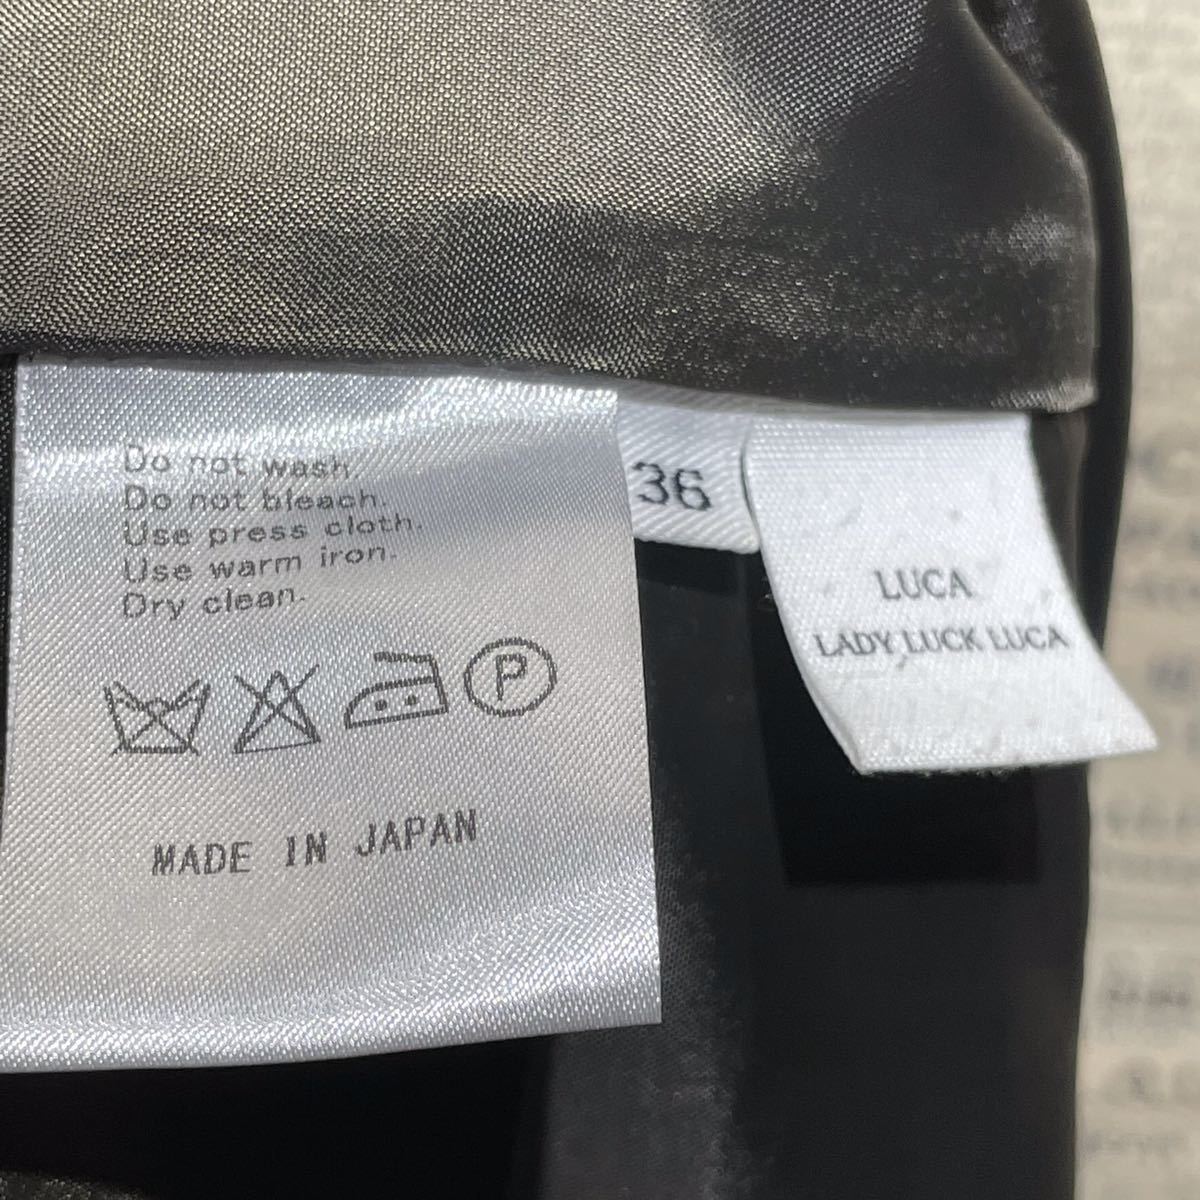 Do not wash.
Do not bleach.
Use press cloth.
Use warm iron.
Dry clean.
P
MADE IN JAPAN
36
LUCA
LADY LUCK LUCA